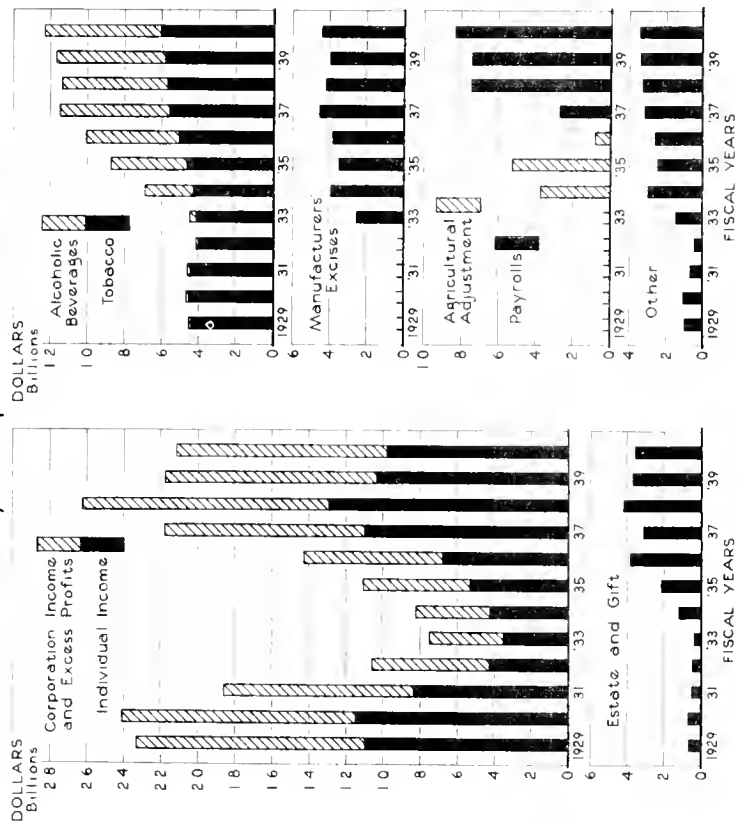 DOLLARS
Billions
2 8
2 6
2 4
2 2
2 0
1 8
1 6
1 4
1 2
1 0
8
6
4
2
0
Corporation Income
and Excess Profits
Individual Income
1929 31 '33 '35 37 '39
6
4
2
0
Estate and Gift
1929 31 '33 '35 37 '39
FISCAL YEARS
DOLLARS
Billions
1 2
1 0
8
6
4
2
0
Alcoholic
Beverages
Tobacco
1929 '31 '33 '35 '37 '39
6
4
2
0
Manufacturers'
Excises
1929 '31 '33 '35 37 '39
1 0
8
6
4
2
0
Agricultural
Adjustment
Payrolls
1929 '31 '33 '35 37 '39
4
2
0
Other
1929 '31 '33 '35 37 '39
FISCAL YEARS